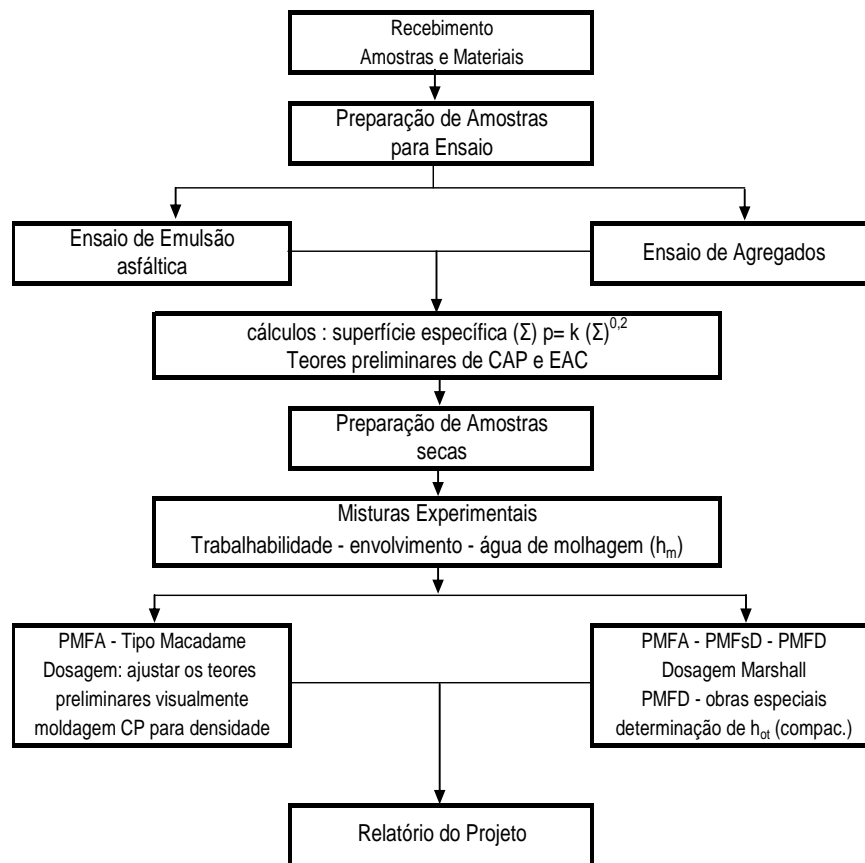 Recebimento
Amostras e Materiais
Preparação de Amostras
para Ensaio
Ensaio de Emulsão
asfáltica
Ensaio de Agregados
cálculos : superfície específica (Σ) p= k (Σ)^0,2
Teores preliminares de CAP e EAC
Preparação de Amostras
secas
Misturas Experimentais
Trabalhabilidade - envolvimento - água de molhagem (h_m)
PMFA - Tipo Macadame
Dosagem: ajustar os teores
preliminares visualmente
moldagem CP para densidade
PMFA - PMFsD - PMFD
Dosagem Marshall
PMFD - obras especiais
determinação de h_ot (compac.)
Relatório do Projeto